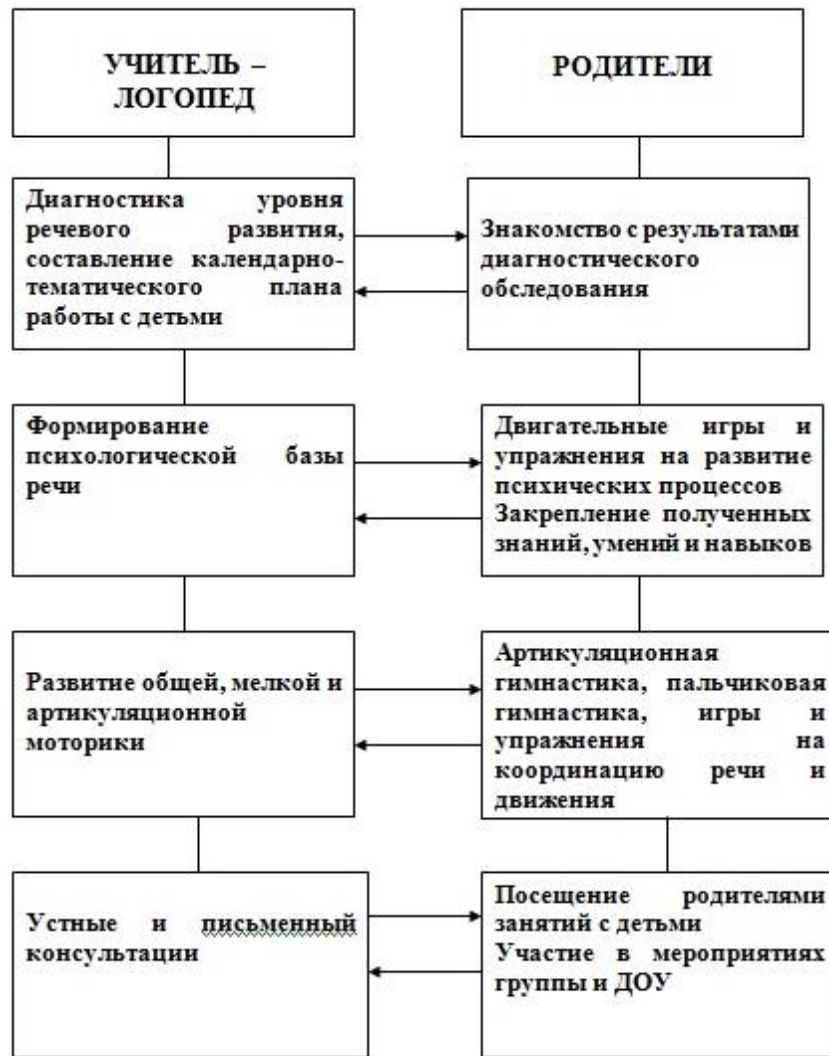 УЧИТЕЛЬ –
ЛОГОПЕД
РОДИТЕЛИ
Диагностика уровня
речевого развития,
составление календарно-
тематического плана
работы с детьми
Знакомство с результатами
диагностического
обследования
Формирование
психологической базы
речи
Двигательные игры и
упражнения на развитие
психических процессов
Закрепление полученных
знаний, умений и навыков
Развитие общей, мелкой и
артикуляционной
моторики
Артикуляционная
гимнастика, пальчиковая
гимнастика, игры и
упражнения на
координацию речи и
движения
Устные и письменный
консультации
Посещение родителями
занятий с детьми
Участие в мероприятиях
группы и ДОУ